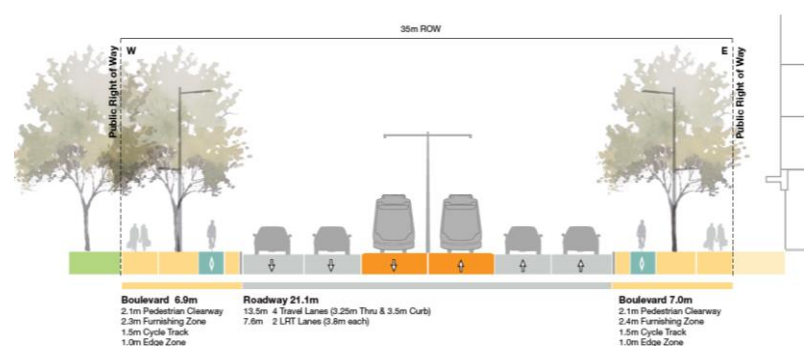 35m ROW
Public Right of Way
W
E
Public Right of Way
Boulevard 6.9m
2.1m Pedestrian Clearway
2.3m Furnishing Zone
1.5m Cycle Track
1.0m Edge Zone
Roadway 21.1m
13.5m 4 Travel Lanes (3.25m Thru & 3.5m Curb)
7.6m 2 LRT Lanes (3.8m each)
Boulevard 7.0m
2.1m Pedestrian Clearway
2.4m Furnishing Zone
1.5m Cycle Track
1.0m Edge Zone